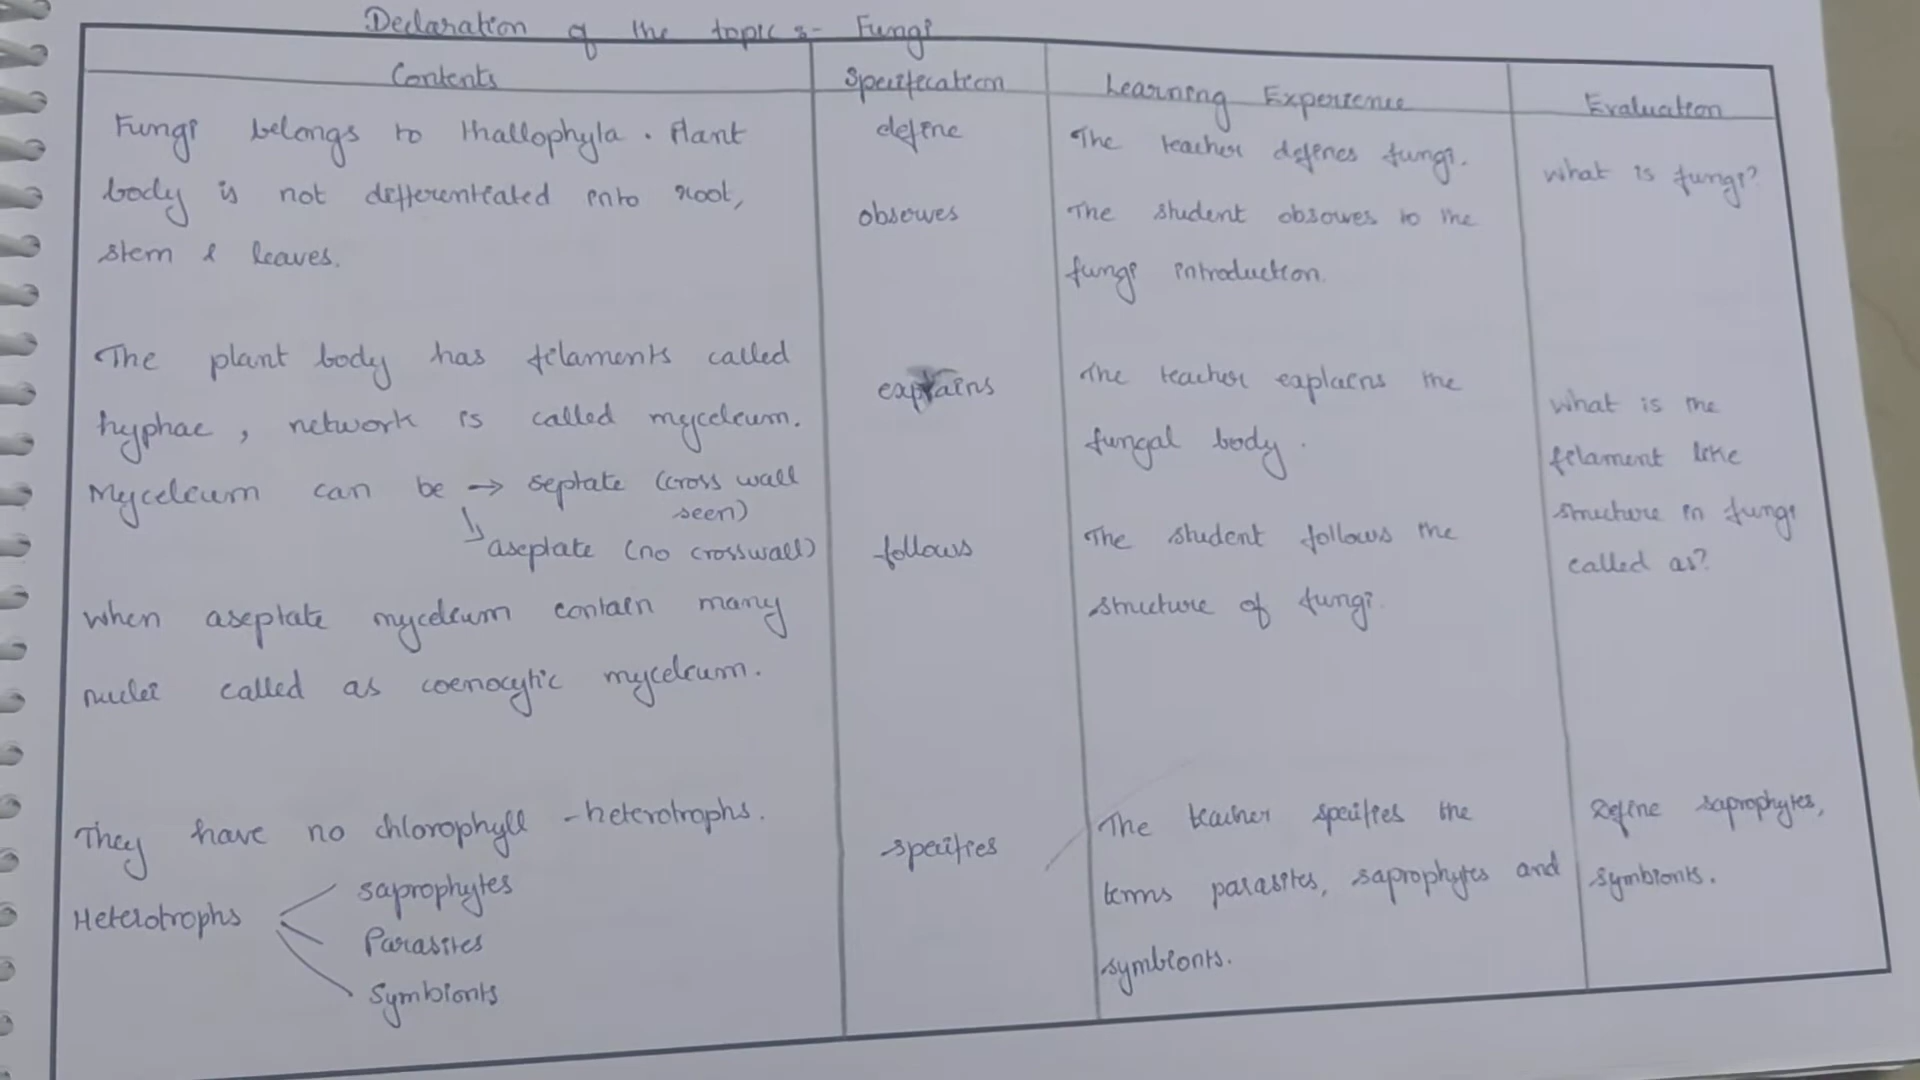 Declaration of the topic :- Fungi
Contents
Specification
Learning Experience
Evaluation
Fungi belongs to thallophyla. Plant
body is not differentiated into root,
stem & leaves.
define
observes
The teacher defines fungi.
The student observes to the
fungi introduction.
What is fungi?
The plant body has filaments called
hyphae, network is called mycelium.
Mycelium can be → septate (cross wall
seen)
↳ aseptate (no crosswall)
when aseptate mycelium contain many
nuclei called as coenocytic mycelium.
explains
follows
The teacher explains the
fungal body.
The student follows the
structure of fungi.
What is the
filament like
structure in fungi
called as?
They have no chlorophyll - heterotrophs.
Heterotrophs
saprophytes
Parasites
Symbionts
specifies
The teacher specifies the
terms parasites, saprophytes and
symbionts.
Define saprophytes,
symbionts.